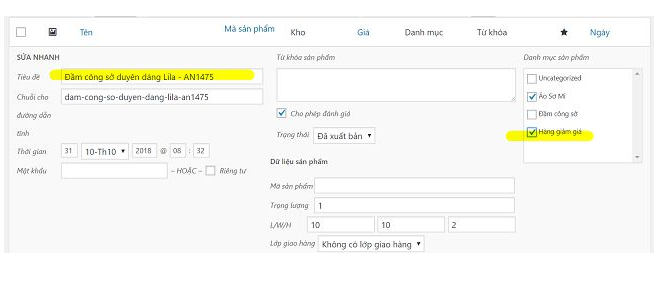 Tên Mã sản phẩm Kho Giá Danh mục Từ khóa Ngày
SỬA NHANH
Tiêu đề Đầm công sở duyên dáng Lila - AN1475
Chuỗi cho dam-cong-so-duyen-dang-lila-an1475
đường dẫn
tĩnh
Thời gian 31 10-Th10 2018 @ 08 : 32
Mật khẩu – HOẶC – Riêng tư
Từ khóa sản phẩm
Cho phép đánh giá
Trạng thái Đã xuất bản
Dữ liệu sản phẩm
Mã sản phẩm
Trọng lượng 1
L/W/H 10 10 2
Lớp giao hàng Không có lớp giao hàng
Danh mục sản phẩm
Uncategorized
Áo Sơ Mi
Đầm công sở
Hàng giảm giá